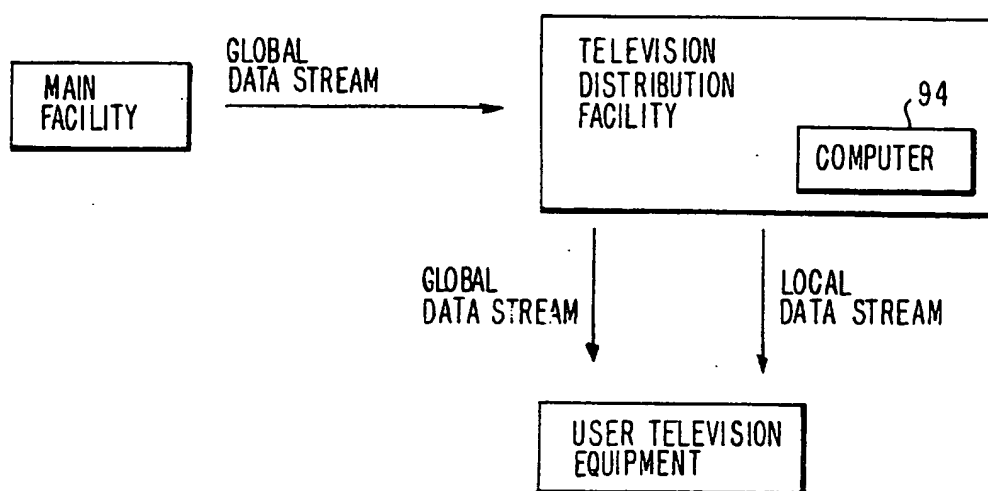 MAIN
FACILITY
GLOBAL
DATA STREAM
TELEVISION
DISTRIBUTION
FACILITY
94
COMPUTER
GLOBAL
DATA STREAM
LOCAL
DATA STREAM
USER TELEVISION
EQUIPMENT